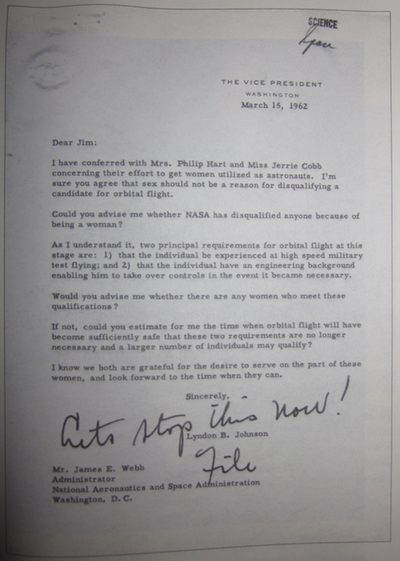 SCIENCE
Space
THE VICE PRESIDENT
WASHINGTON
March 15, 1962
Dear Jim:
I have conferred with Mrs. Philip Hart and Miss Jerrie Cobb
concerning their effort to get women utilized as astronauts. I'm
sure you agree that sex should not be a reason for disqualifying a
candidate for orbital flight.
Could you advise me whether NASA has disqualified anyone because of
being a woman?
As I understand it, two principal requirements for orbital flight at this
stage are: 1) that the individual be experienced at high speed military
test flying; and 2) that the individual have an engineering background
enabling him to take over controls in the event it became necessary.
Would you advise me whether there are any women who meet these
qualifications?
If not, could you estimate for me the time when orbital flight will have
become sufficiently safe that these two requirements are no longer
necessary and a larger number of individuals may qualify?
I know we both are grateful for the desire to serve on the part of these
women, and look forward to the time when they can.
Sincerely,
Lets stop this now!
Lyndon B. Johnson
File
Mr. James E. Webb
Administrator
National Aeronautics and Space Administration
Washington, D. C.